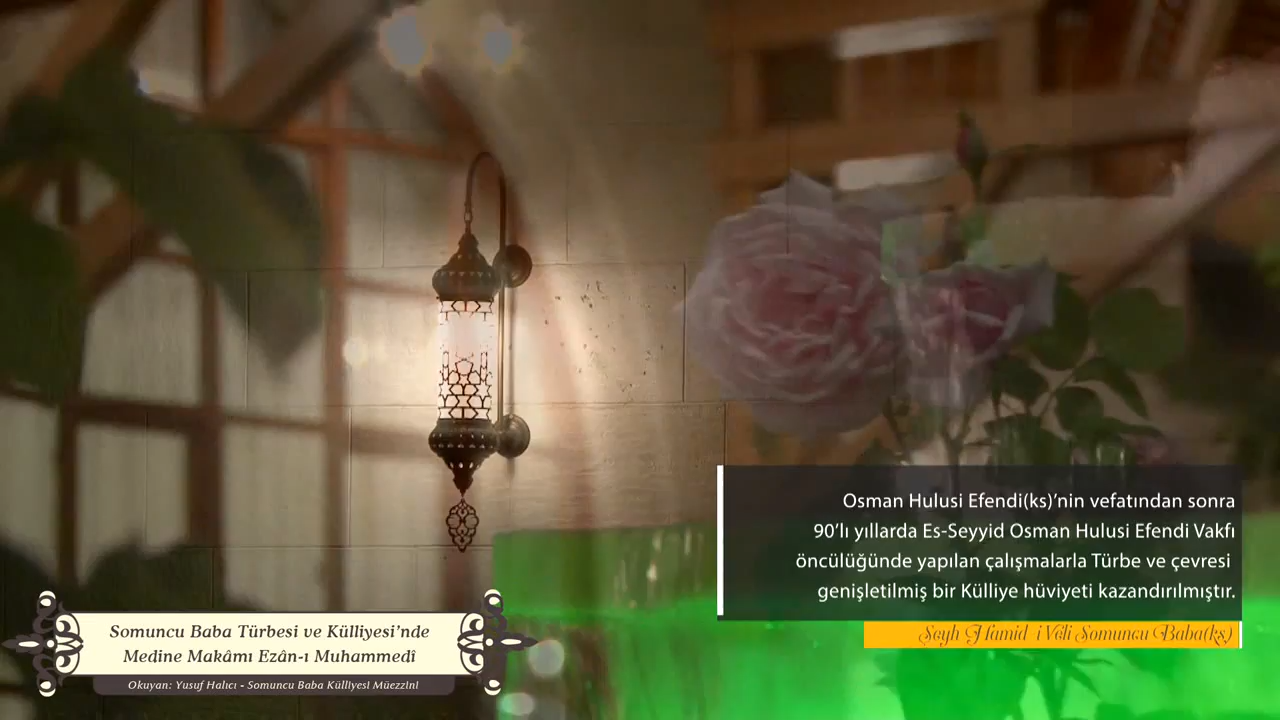 Osman Hulusi Efendi(ks)’nin vefatından sonra
90’lı yıllarda Es-Seyyid Osman Hulusi Efendi Vakfı
öncülüğünde yapılan çalışmalarla Türbe ve çevresi
genişletilmiş bir Külliye hüviyeti kazandırılmıştır.
Şeyh Hamid-i Veli Somuncu Baba(ks)
Somuncu Baba Türbesi ve Külliyesi’nde
Medine Makâmı Ezân-ı Muhammedî
Okuyan: Yusuf Halıcı - Somuncu Baba Külliyesi Müezzini